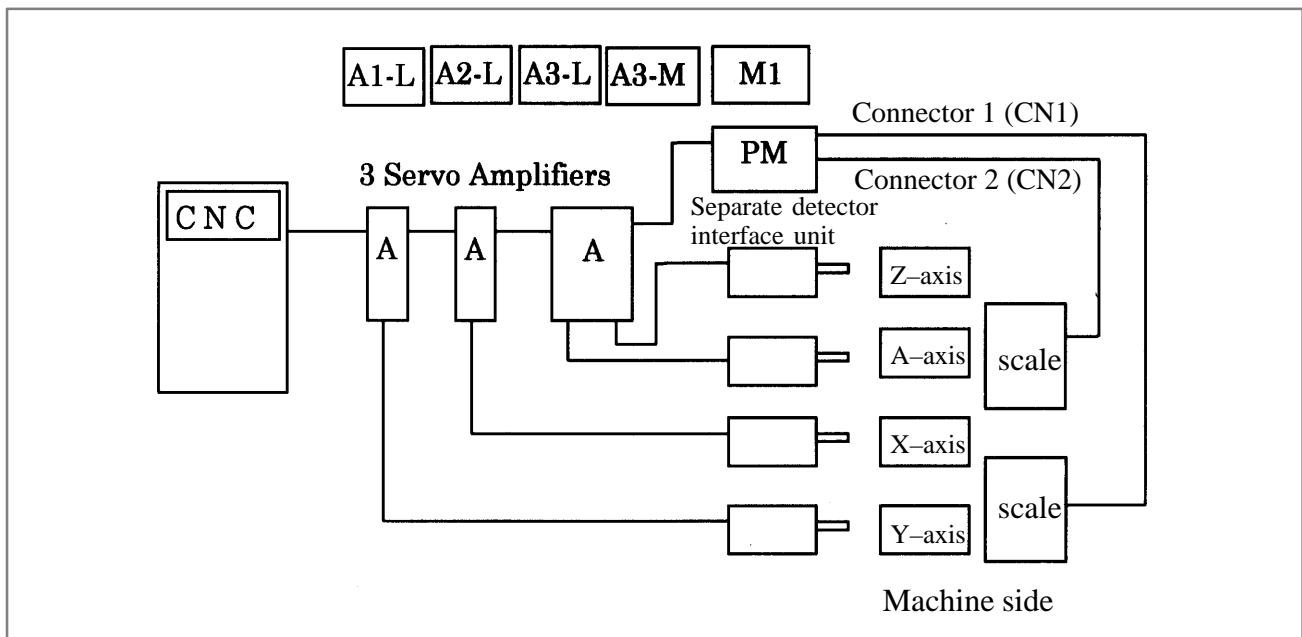 A1-L A2-L A3-L A3-M M1
Connector 1 (CN1)
PM
3 Servo Amplifiers
Connector 2 (CN2)
CNC
Separate detector
interface unit
A A A
Z–axis
A–axis
scale
X–axis
scale
Y–axis
Machine side